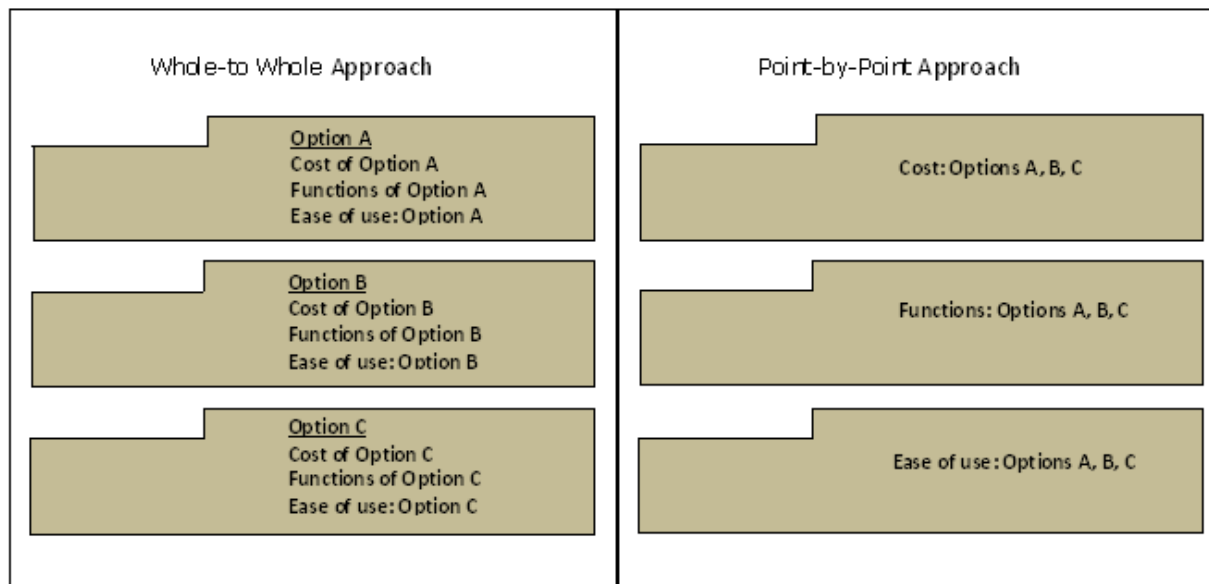 Whole-to Whole Approach
Option A
Cost of Option A
Functions of Option A
Ease of use: Option A
Option B
Cost of Option B
Functions of Option B
Ease of use: Option B
Option C
Cost of Option C
Functions of Option C
Ease of use: Option C
Point-by-Point Approach
Cost: Options A, B, C
Functions: Options A, B, C
Ease of use: Options A, B, C